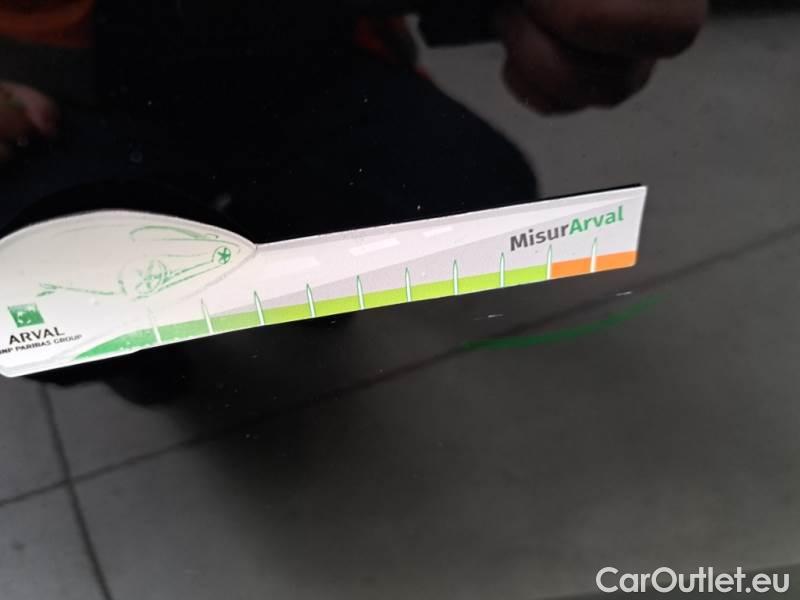 MisurArval
ARVAL
BNP PARIBAS GROUP
CarOutlet.eu